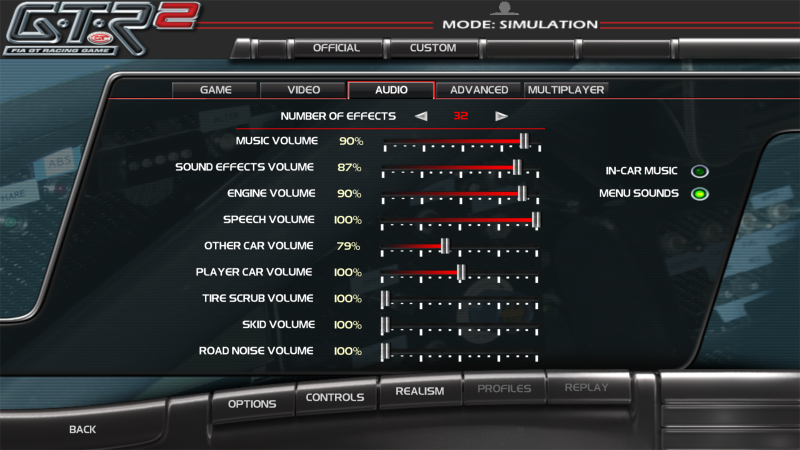 GTR2
FIA GT RACING GAME
MODE: SIMULATION
OFFICIAL CUSTOM
GAME VIDEO AUDIO ADVANCED MULTIPLAYER
NUMBER OF EFFECTS 32
MUSIC VOLUME 90%
SOUND EFFECTS VOLUME 87%
IN-CAR MUSIC
ENGINE VOLUME 90%
MENU SOUNDS
SPEECH VOLUME 100%
OTHER CAR VOLUME 79%
PLAYER CAR VOLUME 100%
TIRE SCRUB VOLUME 100%
SKID VOLUME 100%
ROAD NOISE VOLUME 100%
ABS
BACK OPTIONS CONTROLS REALISM PROFILES REPLAY